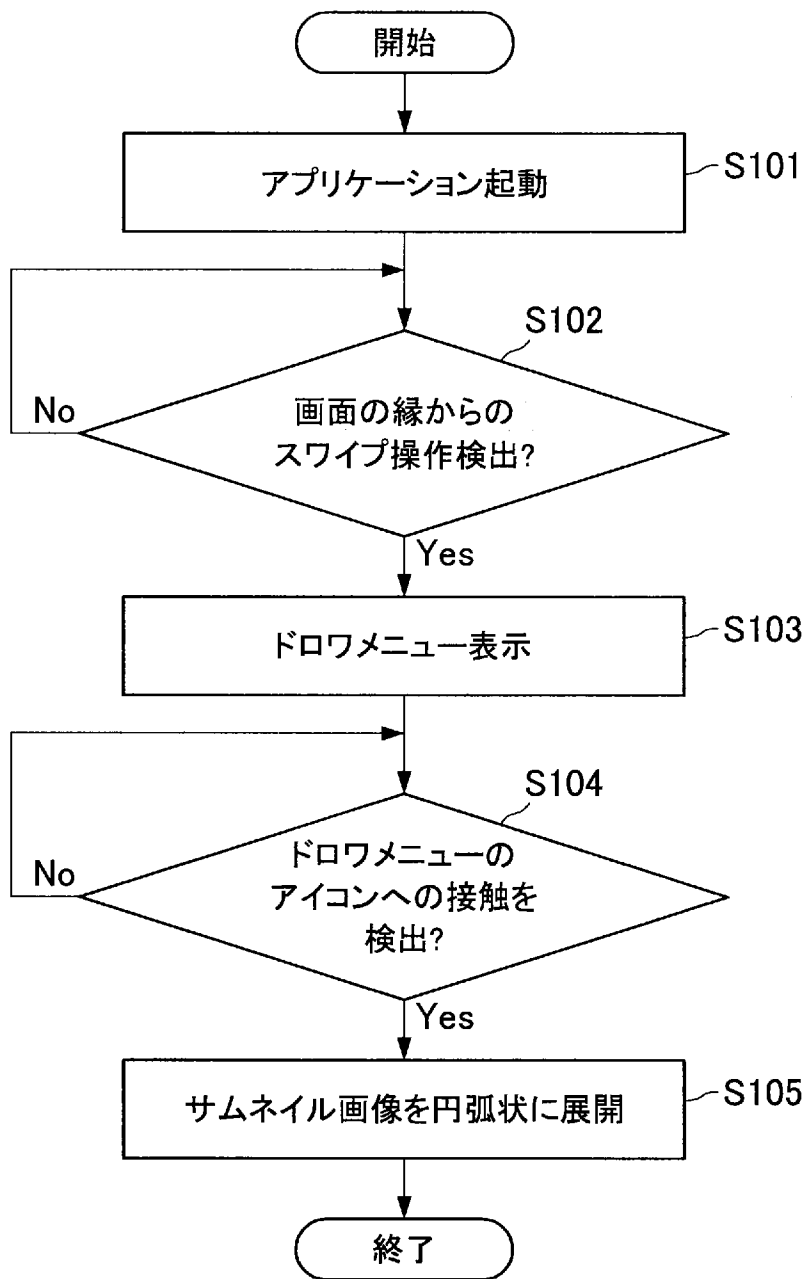 開始
アプリケーション起動
S101
S102
画面の縁からの
スワイプ操作検出?
No
Yes
ドロワメニュー表示
S103
S104
ドロワメニューの
アイコンへの接触を
検出?
No
Yes
サムネイル画像を円弧状に展開
S105
終了